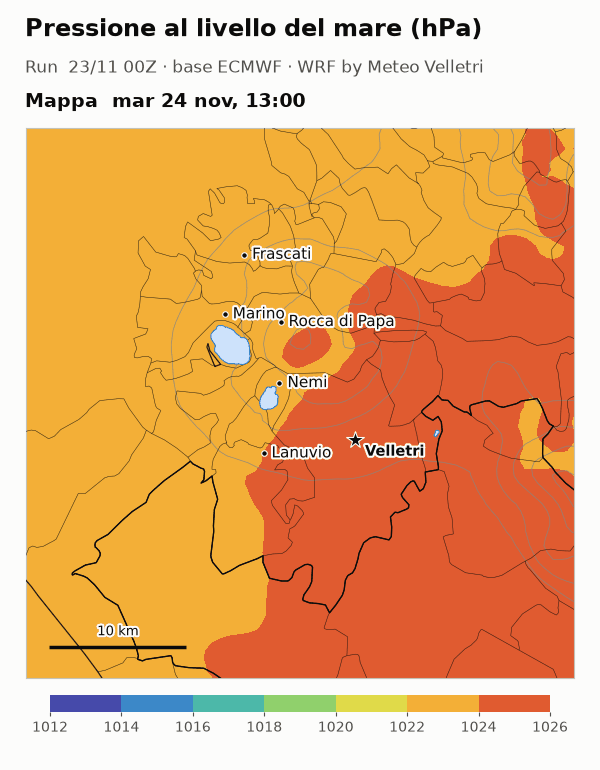 Pressione al livello del mare (hPa)
Run  23/11 00Z · base ECMWF · WRF by Meteo Velletri
Mappa  mar 24 nov, 13:00
Frascati
Marino
Rocca di Papa
Nemi
Velletri
Lanuvio
10 km
1012 1014 1016 1018 1020 1022 1024 1026